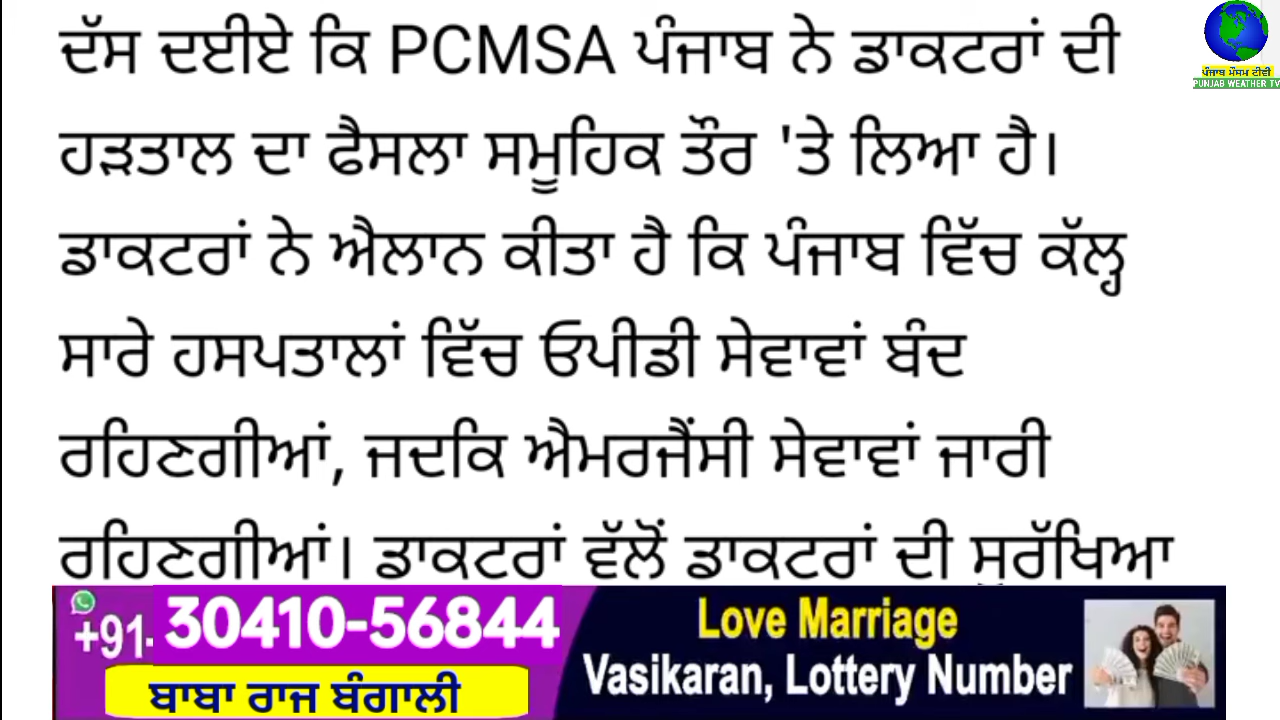 ਦੱਸ ਦਈਏ ਕਿ PCMSA ਪੰਜਾਬ ਨੇ ਡਾਕਟਰਾਂ ਦੀ
ਹੜਤਾਲ ਦਾ ਫੈਸਲਾ ਸਮੂਹਿਕ ਤੌਰ 'ਤੇ ਲਿਆ ਹੈ।
ਡਾਕਟਰਾਂ ਨੇ ਐਲਾਨ ਕੀਤਾ ਹੈ ਕਿ ਪੰਜਾਬ ਵਿੱਚ ਕੱਲ੍ਹ
ਸਾਰੇ ਹਸਪਤਾਲਾਂ ਵਿੱਚ ਓਪੀਡੀ ਸੇਵਾਵਾਂ ਬੰਦ
ਰਹਿਣਗੀਆਂ, ਜਦਕਿ ਐਮਰਜੈਂਸੀ ਸੇਵਾਵਾਂ ਜਾਰੀ
ਰਹਿਣਗੀਆਂ। ਡਾਕਟਰਾਂ ਵੱਲੋਂ ਡਾਕਟਰਾਂ ਦੀ ਸੁਰੱਖਿਆ
ਪੰਜਾਬ ਮੌਸਮ ਟੀਵੀ
PUNJAB WEATHER TV
+91- 30410-56844
ਬਾਬਾ ਰਾਜ ਬੰਗਾਲੀ
Love Marriage
Vasikaran, Lottery Number